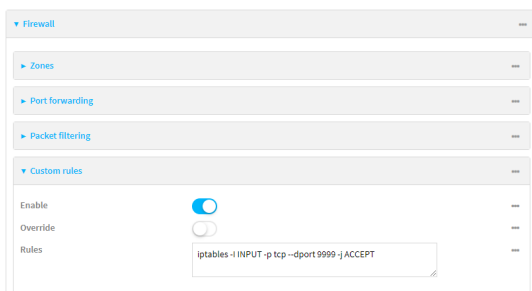 Firewall
Zones
Port forwarding
Packet filtering
Custom rules
Enable
Override
Rules
iptables -I INPUT -p tcp --dport 9999 -j ACCEPT